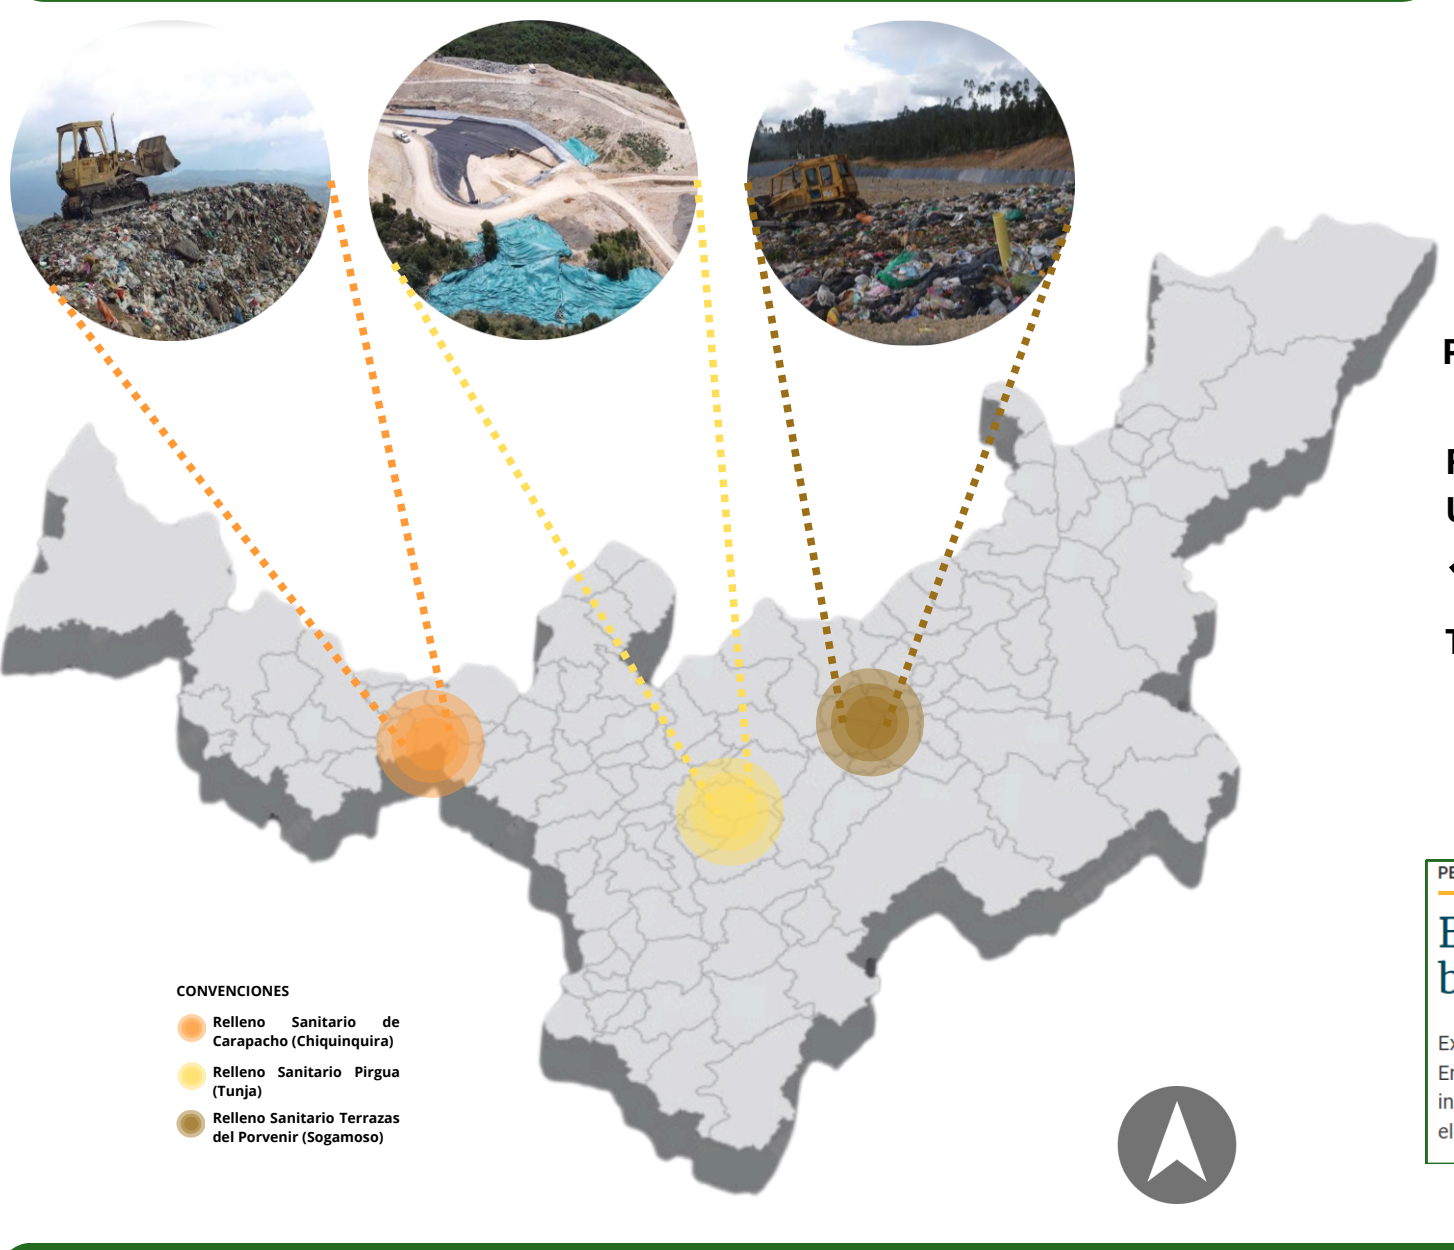 CONVENCIONES
Relleno Sanitario de
Carapacho (Chiquinquira)
Relleno Sanitario Pirgua
(Tunja)
Relleno Sanitario Terrazas
del Porvenir (Sogamoso)